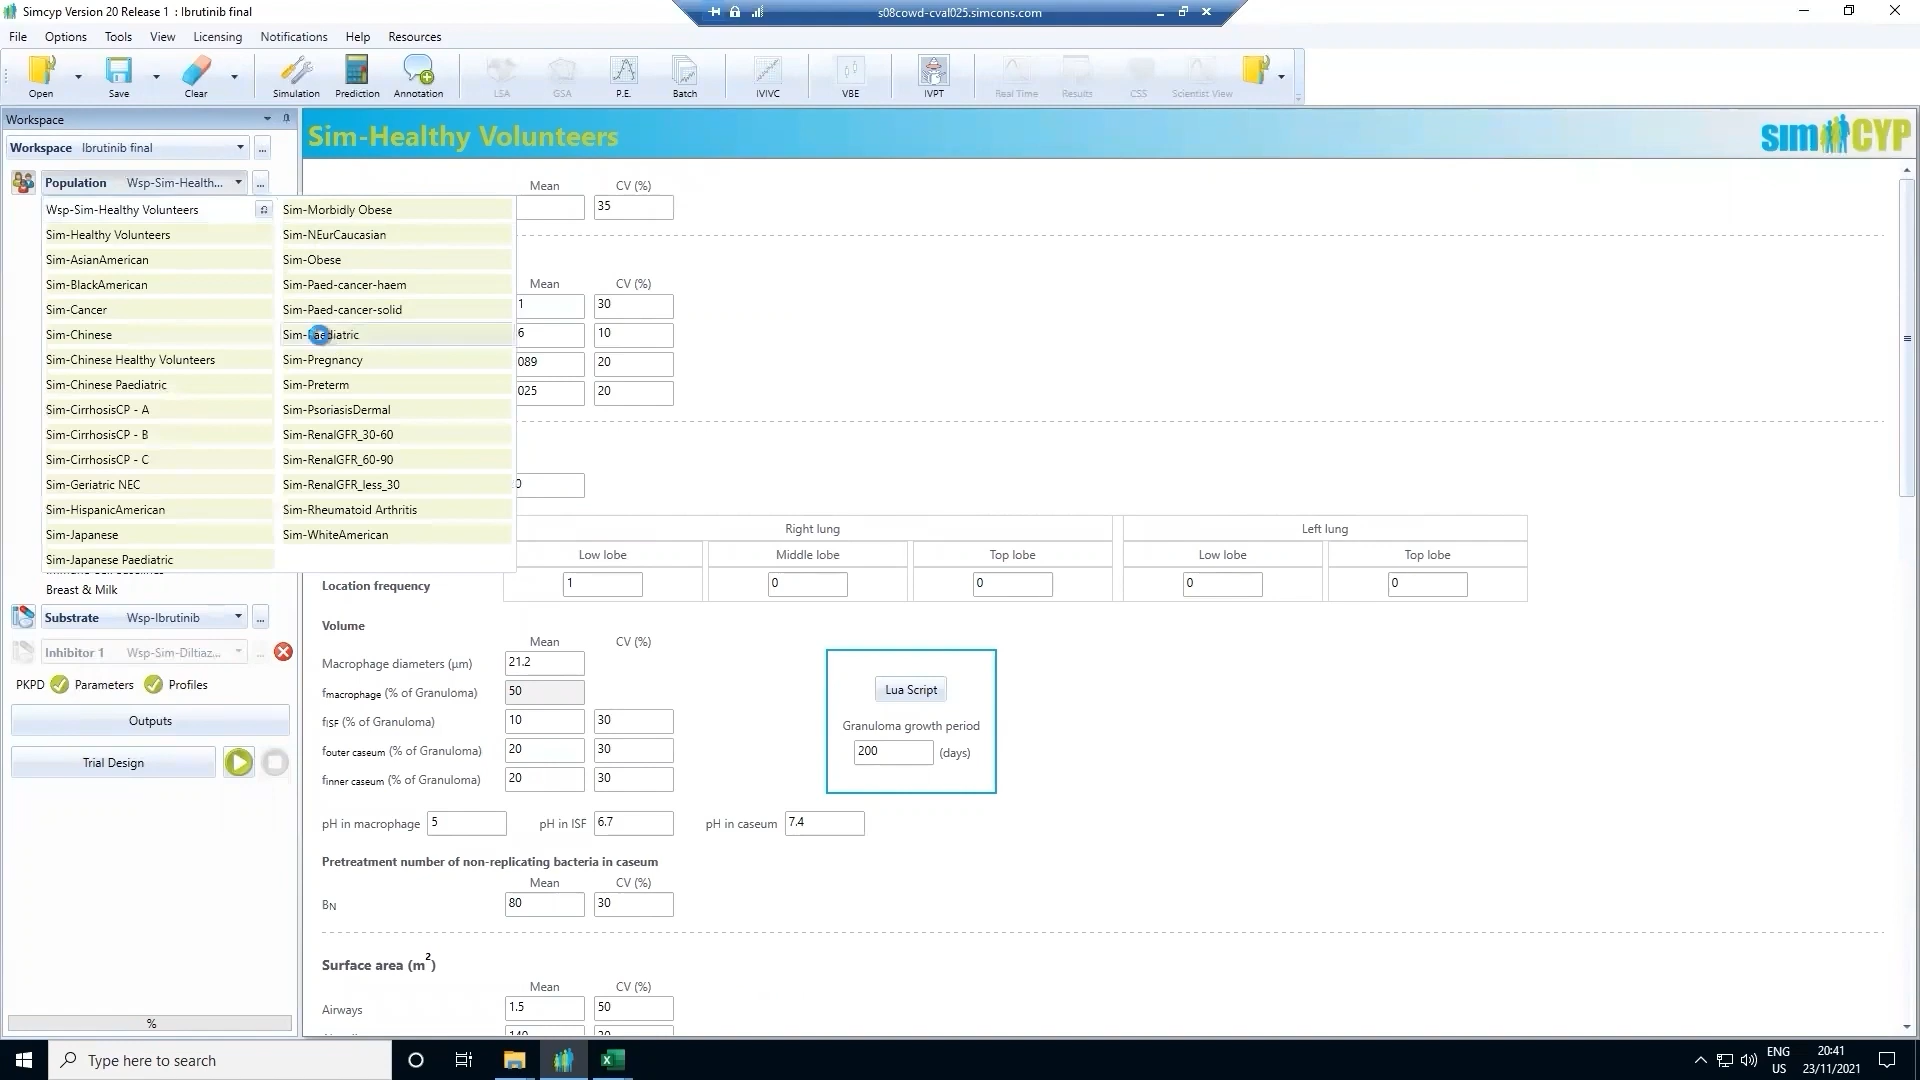 Simcyp Version 20 Release 1 : Ibrutinib final
s08cowd-cval025.simcons.com
File Options Tools View Licensing Notifications Help Resources
Open Save Clear Simulation Prediction Annotation LSA GSA P.E. Batch IVIVC VBE IVPT Real Time Results CSS Scientist View
Workspace
Workspace Ibrutinib final ...
Population Wsp-Sim-Health... ...
Wsp-Sim-Healthy Volunteers
Sim-Healthy Volunteers
Sim-AsianAmerican
Sim-BlackAmerican
Sim-Cancer
Sim-Chinese
Sim-Chinese Healthy Volunteers
Sim-Chinese Paediatric
Sim-CirrhosisCP - A
Sim-CirrhosisCP - B
Sim-CirrhosisCP - C
Sim-Geriatric NEC
Sim-HispanicAmerican
Sim-Japanese
Sim-Japanese Paediatric
Sim-Morbidly Obese
Sim-NEurCaucasian
Sim-Obese
Sim-Paed-cancer-haem
Sim-Paed-cancer-solid
Sim-Paediatric
Sim-Pregnancy
Sim-Preterm
Sim-PsoriasisDermal
Sim-RenalGFR_30-60
Sim-RenalGFR_60-90
Sim-RenalGFR_less_30
Sim-Rheumatoid Arthritis
Sim-WhiteAmerican
Breast & Milk
Substrate Wsp-Ibrutinib ...
Inhibitor 1 Wsp-Sim-Diltiaz... ...
PKPD Parameters Profiles
Outputs
Trial Design
%
Sim-Healthy Volunteers
simCYP
Mean CV (%)
35
Mean CV (%)
1 30
6 10
089 20
025 20
0
Right lung Left lung
Low lobe Middle lobe Top lobe Low lobe Top lobe
Location frequency 1 0 0 0 0
Volume
Mean CV (%)
Macrophage diameters (µm) 21.2
fmacrophage (% of Granuloma) 50
fISF (% of Granuloma) 10 30
fouter caseum (% of Granuloma) 20 30
finner caseum (% of Granuloma) 20 30
Lua Script
Granuloma growth period
200 (days)
pH in macrophage 5 pH in ISF 6.7 pH in caseum 7.4
Pretreatment number of non-replicating bacteria in caseum
Mean CV (%)
BN 80 30
Surface area (m2)
Mean CV (%)
Airways 1.5 50
Type here to search
ENG
US
20:41
23/11/2021